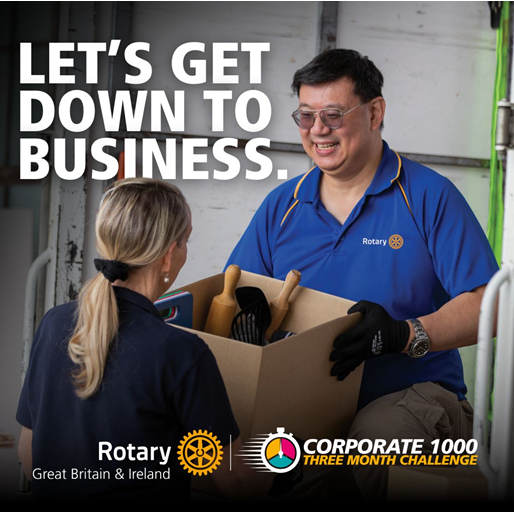 LET'S GET
DOWN TO
BUSINESS.
Rotary
Rotary
Great Britain & Ireland
CORPORATE 1000
THREE MONTH CHALLENGE